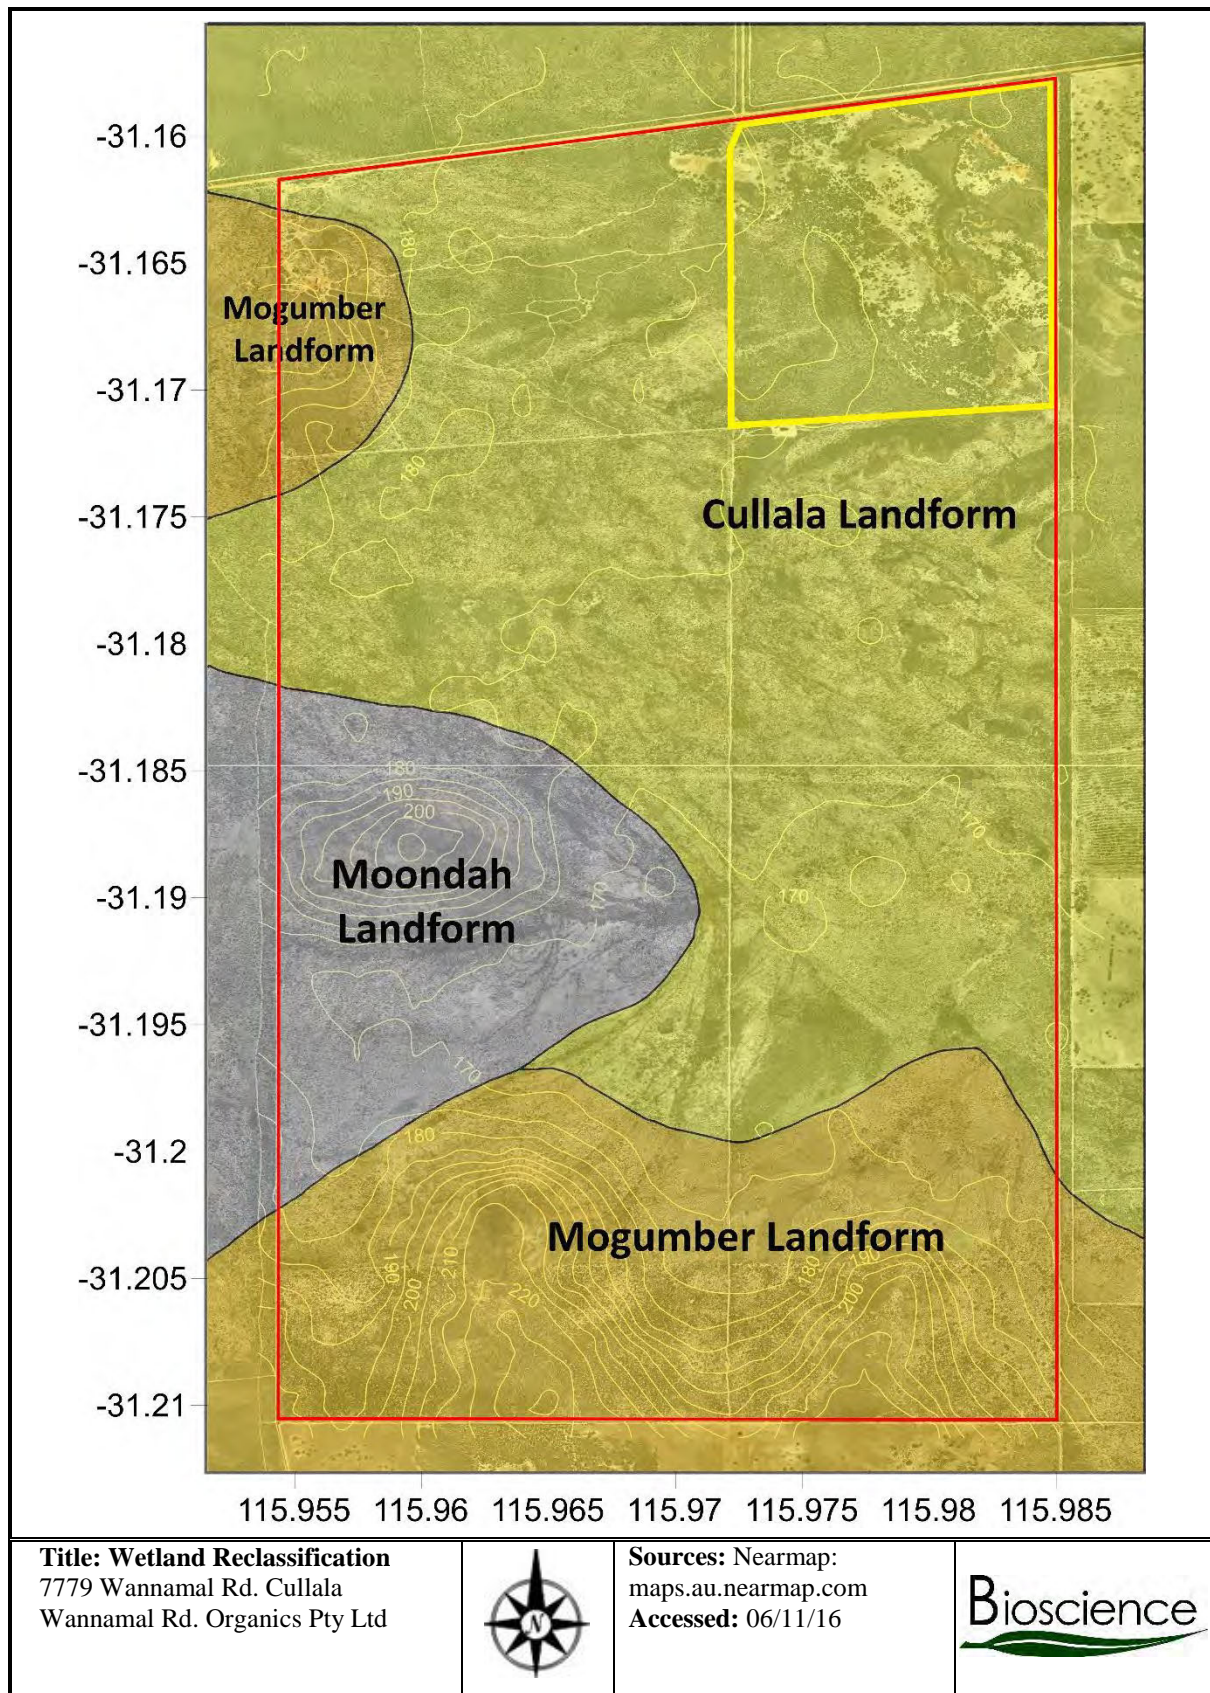 -31.16
-31.165
-31.17
-31.175
-31.18
-31.185
-31.19
-31.195
-31.2
-31.205
-31.21
180
Mogumber
Landform
180
Cullala Landform
180
190
200
170
170
Moondah
Landform
170
170
180
Mogumber Landform
190
200
210
220
180
190
200
115.955 115.96 115.965 115.97 115.975 115.98 115.985
Title: Wetland Reclassification
7779 Wannamal Rd. Cullala
Wannamal Rd. Organics Pty Ltd
N
Sources: Nearmap:
maps.au.nearmap.com
Accessed: 06/11/16
Bioscience